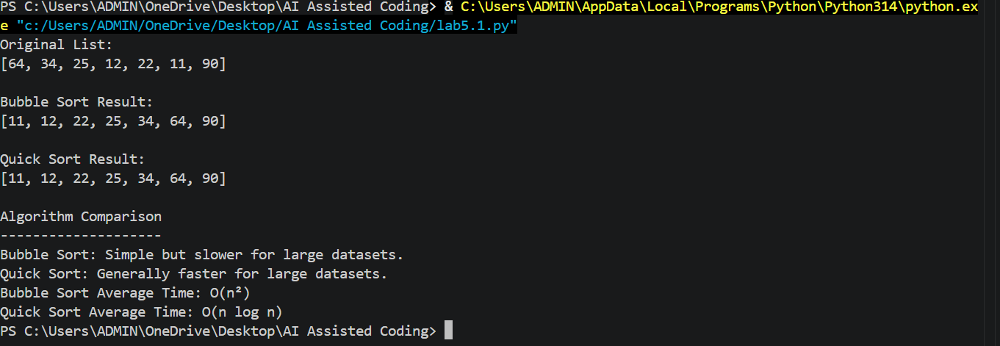 PS C:\Users\ADMIN\OneDrive\Desktop\AI Assisted Coding> & C:\Users\ADMIN\AppData\Local\Programs\Python\Python314\python.ex
e "c:/Users/ADMIN/OneDrive/Desktop/AI Assisted Coding/lab5.1.py"
Original List:
[64, 34, 25, 12, 22, 11, 90]

Bubble Sort Result:
[11, 12, 22, 25, 34, 64, 90]

Quick Sort Result:
[11, 12, 22, 25, 34, 64, 90]

Algorithm Comparison
--------------------
Bubble Sort: Simple but slower for large datasets.
Quick Sort: Generally faster for large datasets.
Bubble Sort Average Time: O(n²)
Quick Sort Average Time: O(n log n)
PS C:\Users\ADMIN\OneDrive\Desktop\AI Assisted Coding>